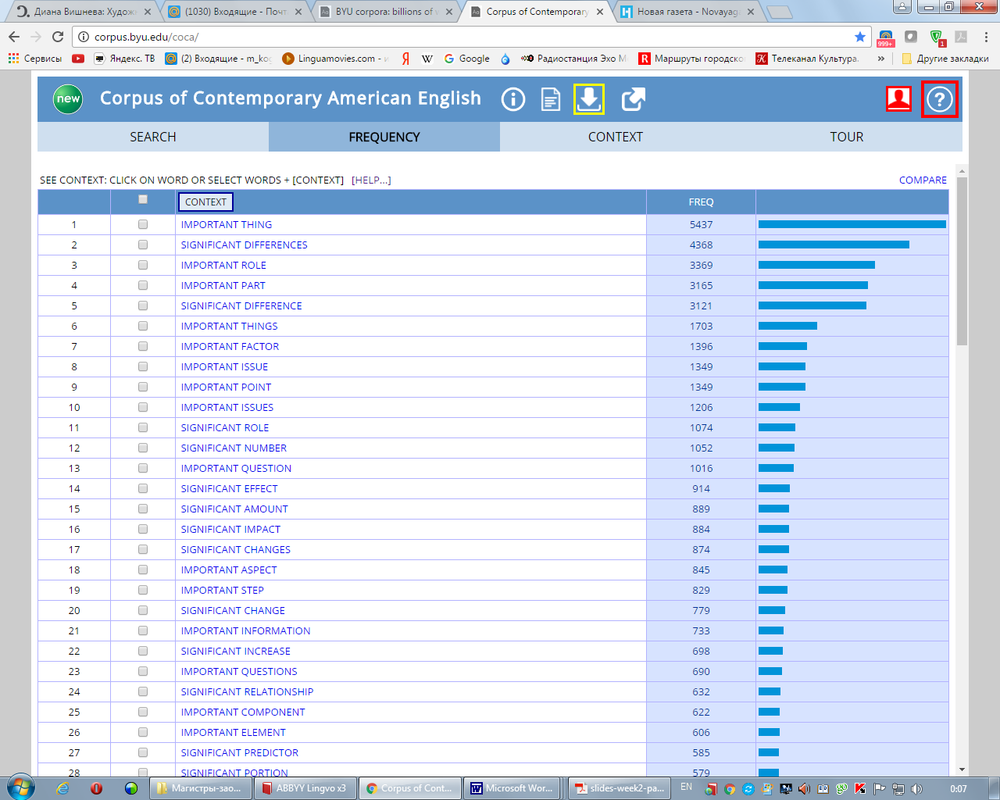 Диана Вишнева: Худож
(1030) Входящие - Почт
BYU corpora: billions of w
Corpus of Contemporary
Новая газета - Novayaga
corpus.byu.edu/coca/
999+
1
Сервисы
Яндекс. ТВ
(2) Входящие - m_kog
Linguamovies.com - и
Google
Радиостанция Эхо М
Маршруты городско
Телеканал Культура.
»
Другие закладки
new
Corpus of Contemporary American English
SEARCH
FREQUENCY
CONTEXT
TOUR
SEE CONTEXT: CLICK ON WORD OR SELECT WORDS + [CONTEXT] [HELP...]
COMPARE
CONTEXT FREQ
1 IMPORTANT THING 5437
2 SIGNIFICANT DIFFERENCES 4368
3 IMPORTANT ROLE 3369
4 IMPORTANT PART 3165
5 SIGNIFICANT DIFFERENCE 3121
6 IMPORTANT THINGS 1703
7 IMPORTANT FACTOR 1396
8 IMPORTANT ISSUE 1349
9 IMPORTANT POINT 1349
10 IMPORTANT ISSUES 1206
11 SIGNIFICANT ROLE 1074
12 SIGNIFICANT NUMBER 1052
13 IMPORTANT QUESTION 1016
14 SIGNIFICANT EFFECT 914
15 SIGNIFICANT AMOUNT 889
16 SIGNIFICANT IMPACT 884
17 SIGNIFICANT CHANGES 874
18 IMPORTANT ASPECT 845
19 IMPORTANT STEP 829
20 SIGNIFICANT CHANGE 779
21 IMPORTANT INFORMATION 733
22 SIGNIFICANT INCREASE 698
23 IMPORTANT QUESTIONS 690
24 SIGNIFICANT RELATIONSHIP 632
25 IMPORTANT COMPONENT 622
26 IMPORTANT ELEMENT 606
27 SIGNIFICANT PREDICTOR 585
28 SIGNIFICANT PORTION 579
Магистры-зао...
ABBYY Lingvo x3
Corpus of Cont...
Microsoft Wor...
slides-week2-pa...
EN
0:07